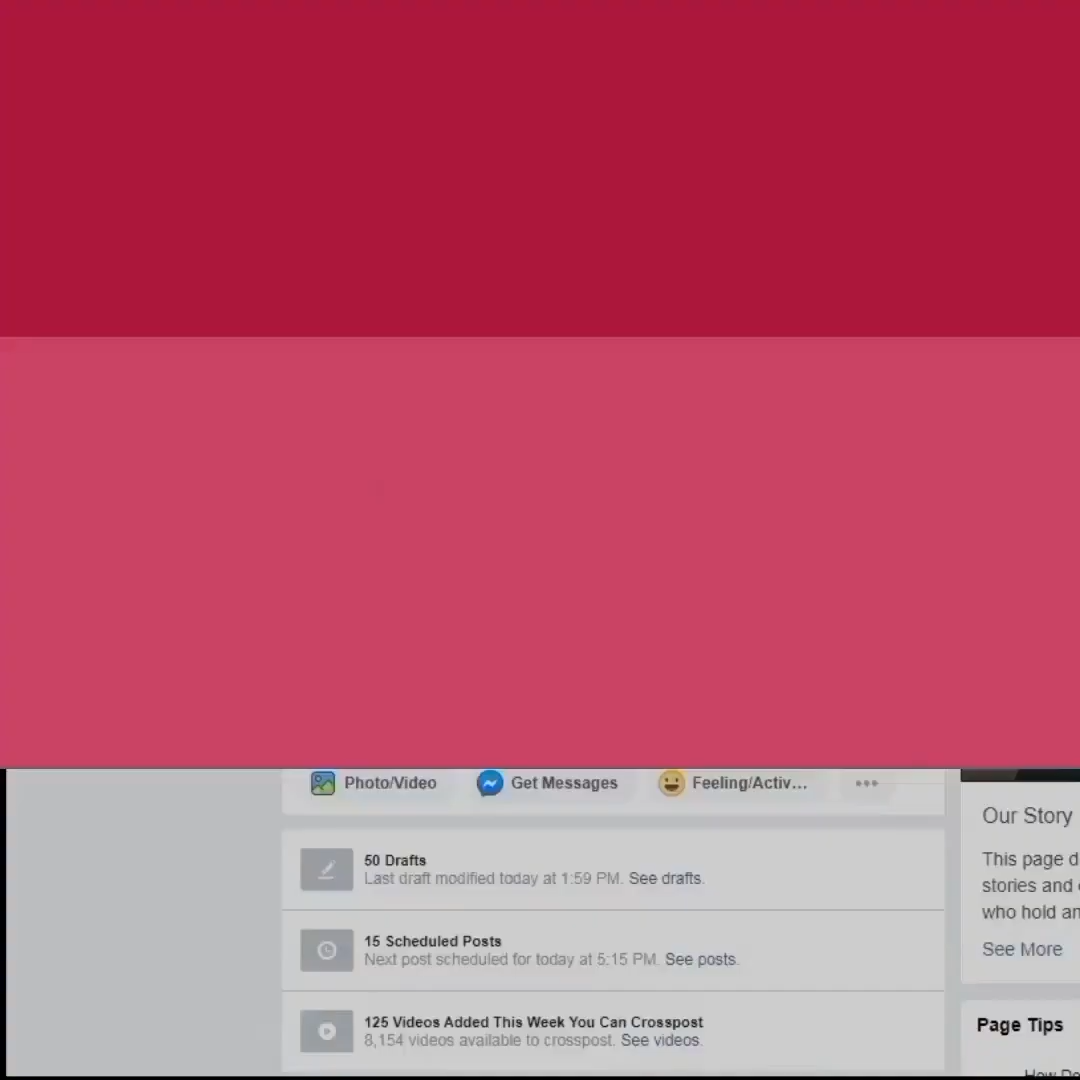 Photo/Video
Get Messages
Feeling/Activ...
50 Drafts
Last draft modified today at 1:59 PM. See drafts.
15 Scheduled Posts
Next post scheduled for today at 5:15 PM. See posts.
125 Videos Added This Week You Can Crosspost
8,154 videos available to crosspost. See videos.
Our Story
This page d
stories and
who hold an
See More
Page Tips
How Do